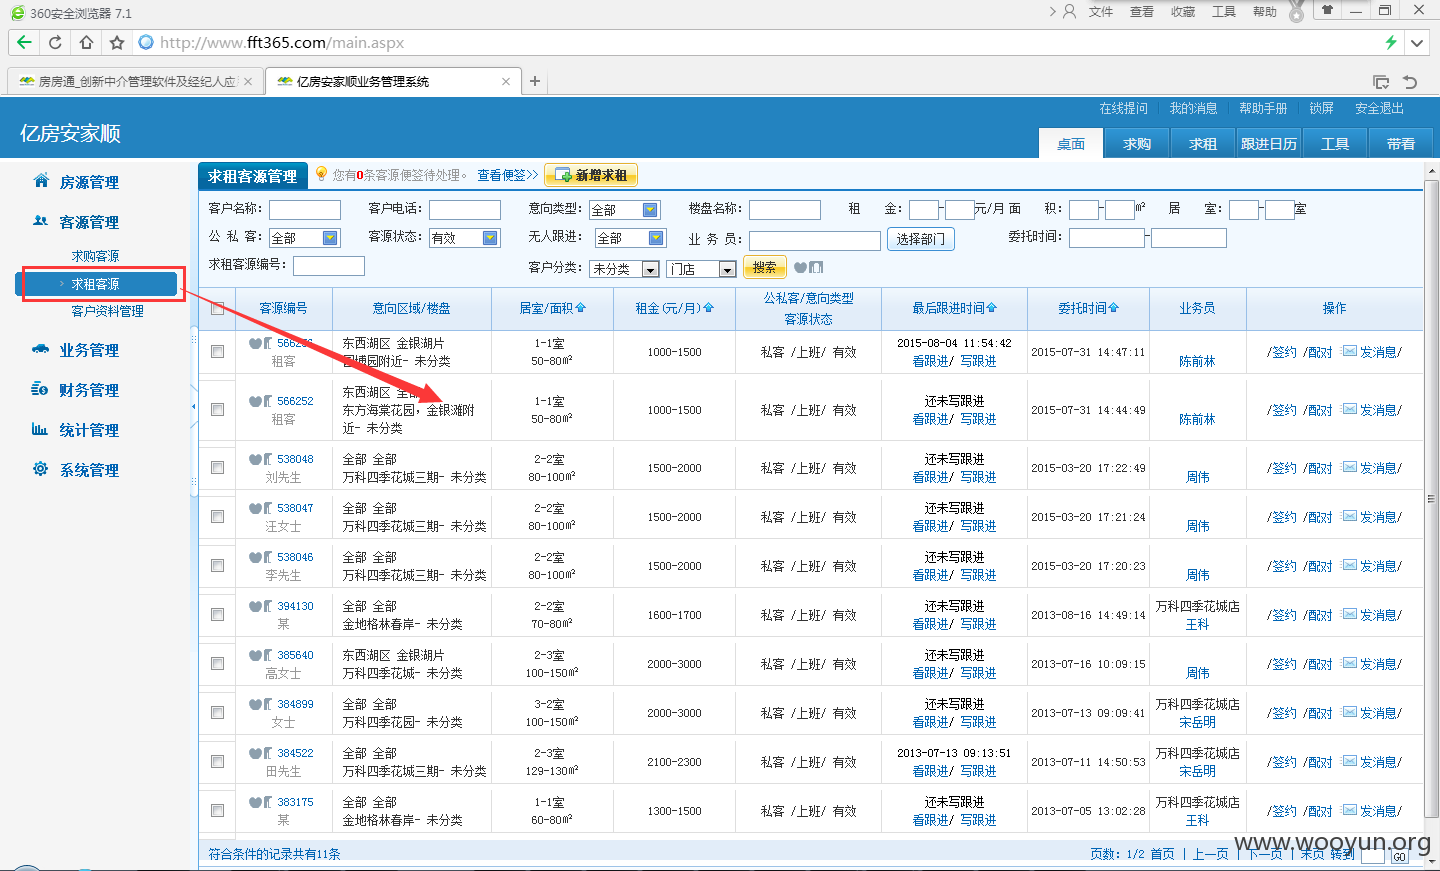 360安全浏览器 7.1
文件 查看 收藏 工具 帮助
http://www.fft365.com/main.aspx
房房通_创新中介管理软件及经纪人应
亿房安家顺业务管理系统
在线提问 我的消息 帮助手册 锁屏 安全退出
亿房安家顺
桌面 求购 求租 跟进日历 工具 带看
房源管理
客源管理
求购客源
求租客源
客户资料管理
业务管理
财务管理
统计管理
系统管理
求租客源管理 您有0条客源便签待处理。 查看便签>> 新增求租
客户名称: 客户电话: 意向类型: 全部 楼盘名称: 租 金: - 元/月 面 积: - m² 居 室: - 室
公 私 客: 全部 客源状态: 有效 无人跟进: 全部 业 务 员: 选择部门 委托时间: -
求租客源编号: 客户分类: 未分类 门店 搜索
客源编号 意向区域/楼盘 居室/面积 租金(元/月) 公私客/意向类型 客源状态 最后跟进时间 委托时间 业务员 操作
东西湖区 金银湖片 1-1室 2015-08-04 11:54:42
租客 园博园附近- 未分类 50-80m² 1000-1500 私客 /上班/ 有效 看跟进/ 写跟进 2015-07-31 14:47:11 陈前林 /签约 /配对 发消息/
566252 东西湖区 1-1室 还未写跟进
租客 东方海棠花园,金银滩附近- 未分类 50-80m² 1000-1500 私客 /上班/ 有效 看跟进/ 写跟进 2015-07-31 14:44:49 陈前林 /签约 /配对 发消息/
538048 全部 全部 2-2室 还未写跟进
刘先生 万科四季花城三期- 未分类 80-100m² 1500-2000 私客 /上班/ 有效 看跟进/ 写跟进 2015-03-20 17:22:49 周伟 /签约 /配对 发消息/
538047 全部 全部 2-2室 还未写跟进
汪女士 万科四季花城三期- 未分类 80-100m² 1500-2000 私客 /上班/ 有效 看跟进/ 写跟进 2015-03-20 17:21:24 周伟 /签约 /配对 发消息/
538046 全部 全部 2-2室 还未写跟进
李先生 万科四季花城三期- 未分类 80-100m² 1500-2000 私客 /上班/ 有效 看跟进/ 写跟进 2015-03-20 17:20:23 周伟 /签约 /配对 发消息/
394130 全部 全部 2-2室 还未写跟进 万科四季花城店
某 金地格林春岸- 未分类 70-80m² 1600-1700 私客 /上班/ 有效 看跟进/ 写跟进 2013-08-16 14:49:14 王科 /签约 /配对 发消息/
385640 东西湖区 金银湖片 2-3室 还未写跟进
高女士 万科四季花城三期- 未分类 100-150m² 2000-3000 私客 /上班/ 有效 看跟进/ 写跟进 2013-07-16 10:09:15 周伟 /签约 /配对 发消息/
384899 全部 全部 3-2室 还未写跟进 万科四季花城店
女士 万科四季花园- 未分类 100-150m² 2000-3000 私客 /上班/ 有效 看跟进/ 写跟进 2013-07-13 09:09:41 宋岳明 /签约 /配对 发消息/
384522 全部 全部 2-3室 2013-07-13 09:13:51 万科四季花城店
田先生 万科四季花城三期- 未分类 129-130m² 2100-2300 私客 /上班/ 有效 看跟进/ 写跟进 2013-07-11 14:50:53 宋岳明 /签约 /配对 发消息/
383175 全部 全部 1-1室 还未写跟进 万科四季花城店
某 金地格林春岸- 未分类 60-80m² 1300-1500 私客 /上班/ 有效 看跟进/ 写跟进 2013-07-05 13:02:28 王科 /签约 /配对 发消息/
符合条件的记录共有11条 页数: 1/2 首页 | 上一页 | 下一页 | 末页 转到 GO
www.wooyun.org